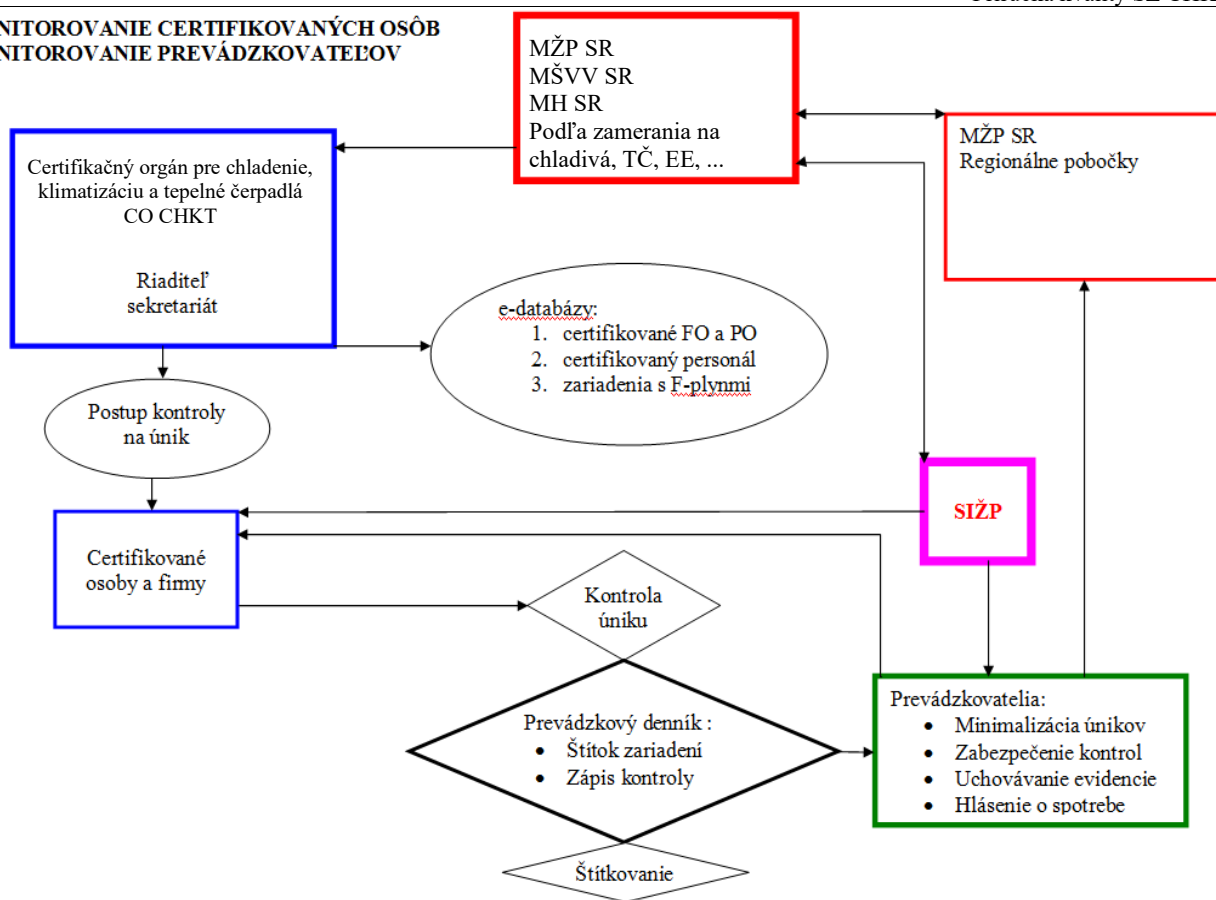 NITOROVANIE CERTIFIKOVANÝCH OSÔB
NITOROVANIE PREVÁDZKOVATEĽOV
MŽP SR
MŠVV SR
MH SR
Podľa zamerania na
chladivá, TČ, EE, ...
MŽP SR
Regionálne pobočky
Certifikačný orgán pre chladenie,
klimatizáciu a tepelné čerpadlá
CO CHKT
Riaditeľ
sekretariát
e-databázy:
1. certifikované FO a PO
2. certifikovaný personál
3. zariadenia s F-plynmi
Postup kontroly
na únik
SIŽP
Certifikované
osoby a firmy
Kontrola
úniku
Prevádzkový denník :
• Štítok zariadení
• Zápis kontroly
Prevádzkovatelia:
• Minimalizácia únikov
• Zabezpečenie kontrol
• Uchovávanie evidencie
• Hlásenie o spotrebe
Štítkovanie